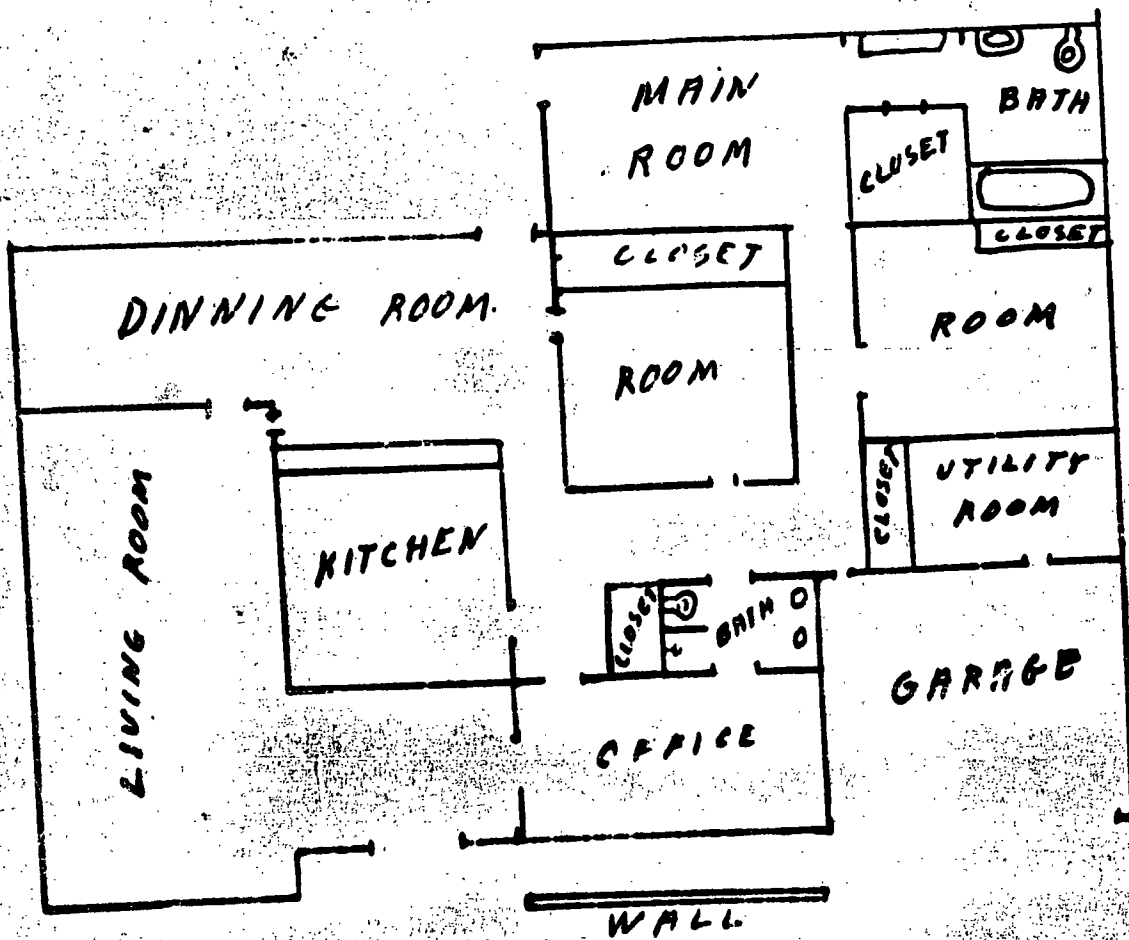 MAIN
ROOM
BATH
CLOSET
CLOSET
CLOSET
DINNING ROOM.
ROOM
ROOM
LIVING ROOM
KITCHEN
CLOSET
UTILITY
ROOM
CLOSET
BATH
GARAGE
OFFICE
WALL